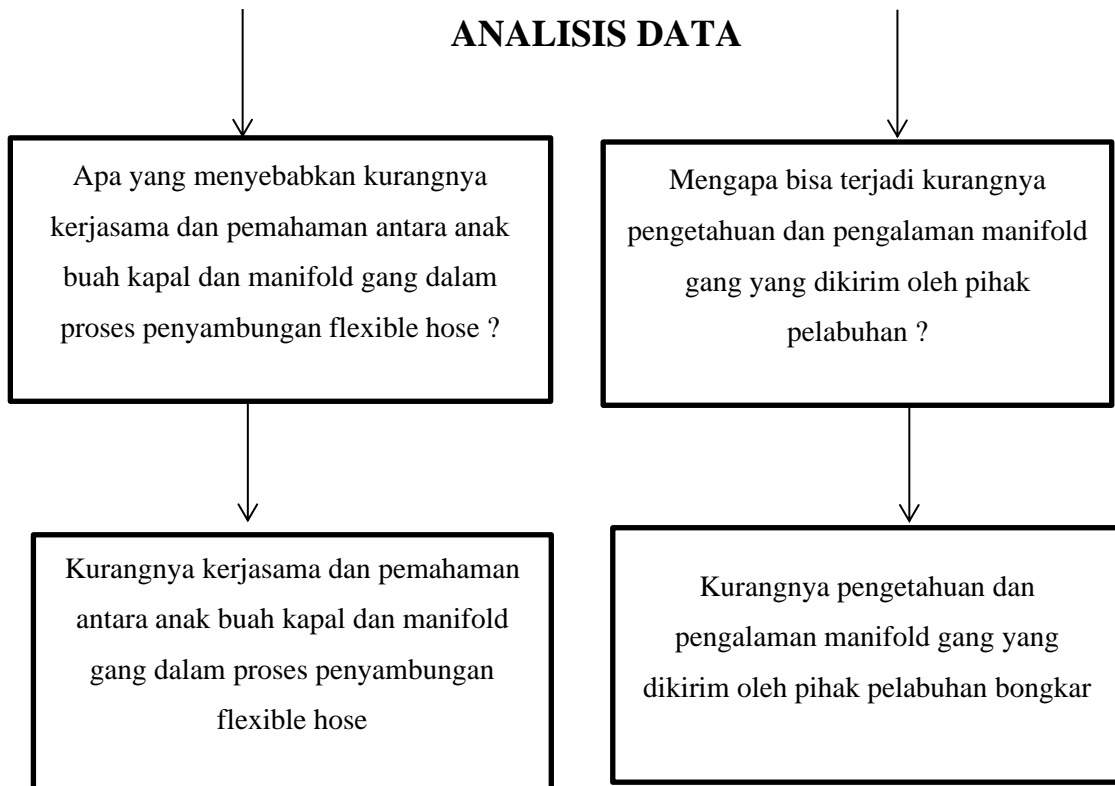 ANALISIS DATA
Apa yang menyebabkan kurangnya
kerjasama dan pemahaman antara anak
buah kapal dan manifold gang dalam
proses penyambungan flexible hose ?
Mengapa bisa terjadi kurangnya
pengetahuan dan pengalaman manifold
gang yang dikirim oleh pihak
pelabuhan ?
Kurangnya kerjasama dan pemahaman
antara anak buah kapal dan manifold
gang dalam proses penyambungan
flexible hose
Kurangnya pengetahuan dan
pengalaman manifold gang yang
dikirim oleh pihak pelabuhan bongkar